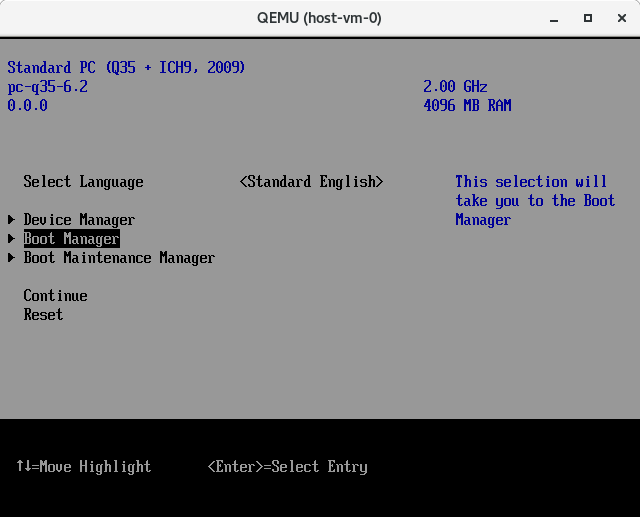 QEMU (host-vm-0)
Standard PC (Q35 + ICH9, 2009)
pc-q35-6.2 2.00 GHz
0.0.0 4096 MB RAM
Select Language <Standard English> This selection will
take you to the Boot
Device Manager Manager
Boot Manager
Boot Maintenance Manager
Continue
Reset
↑↓=Move Highlight <Enter>=Select Entry